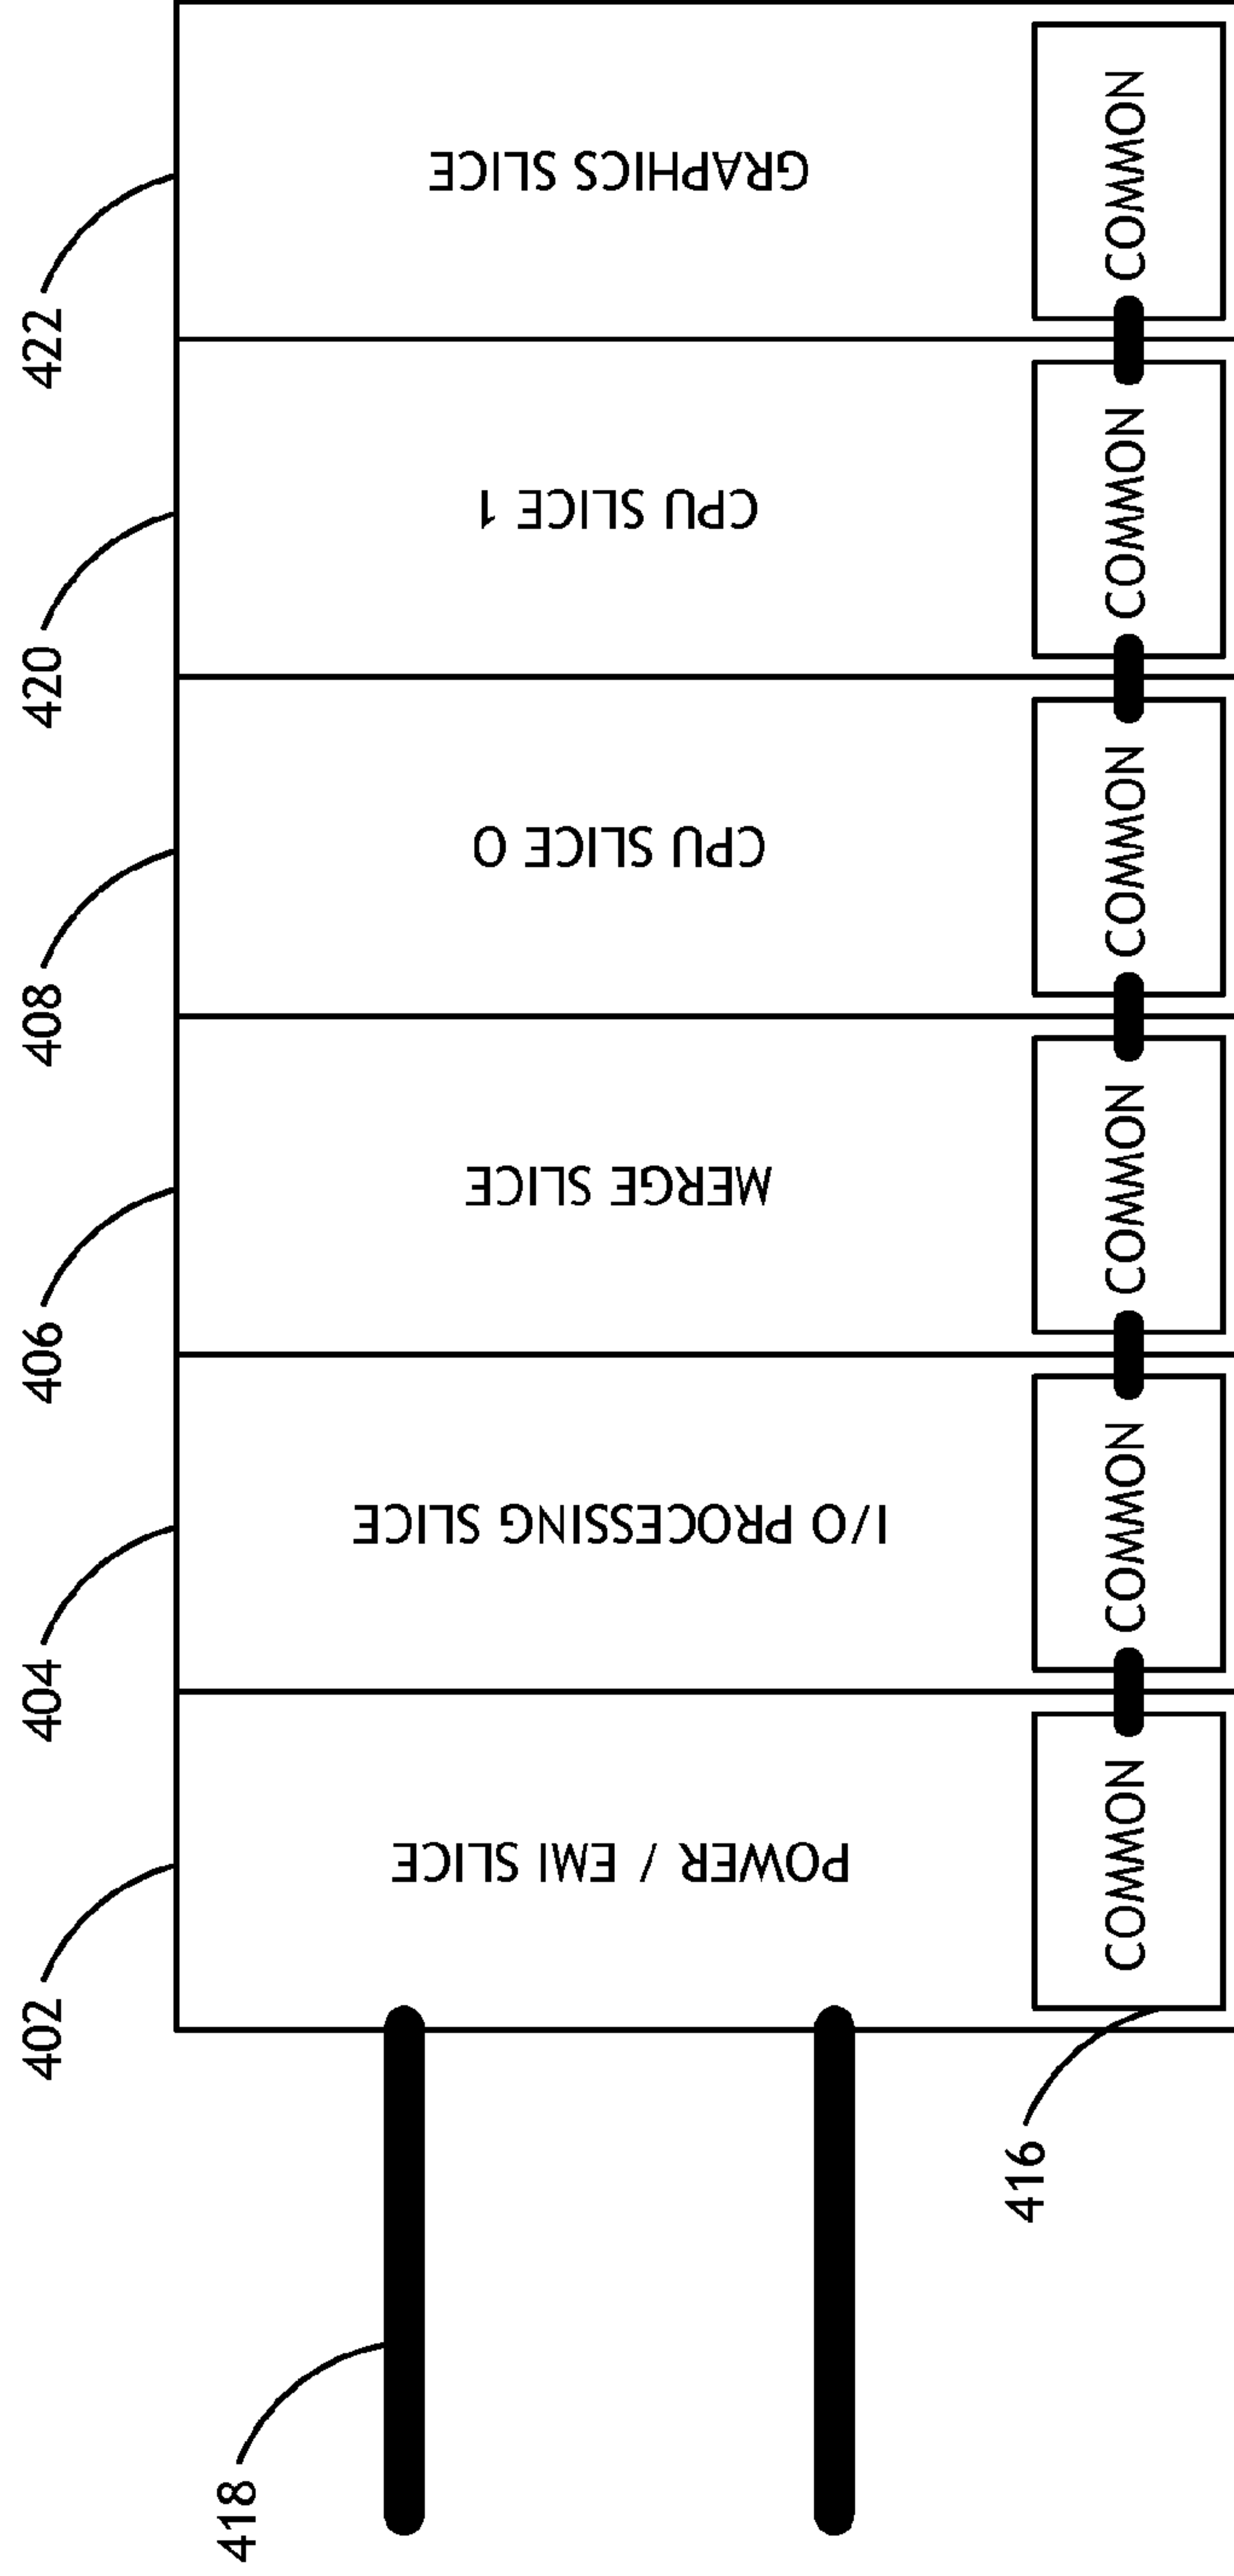 422
GRAPHICS SLICE
COMMON
420
CPU SLICE 1
COMMON
408
CPU SLICE 0
COMMON
406
MERGE SLICE
COMMON
404
I/O PROCESSING SLICE
COMMON
402
POWER / EMI SLICE
COMMON
416
418